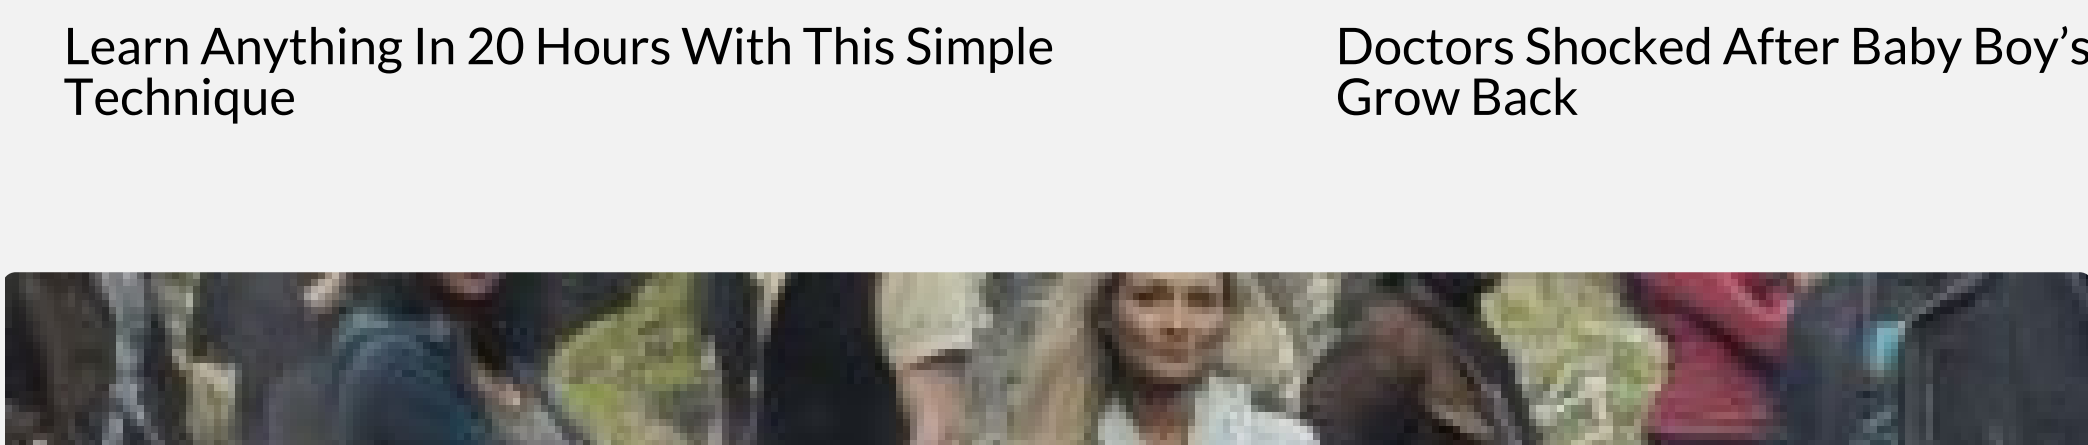 Learn Anything In 20 Hours With This Simple
Technique
Doctors Shocked After Baby Boy’s
Grow Back